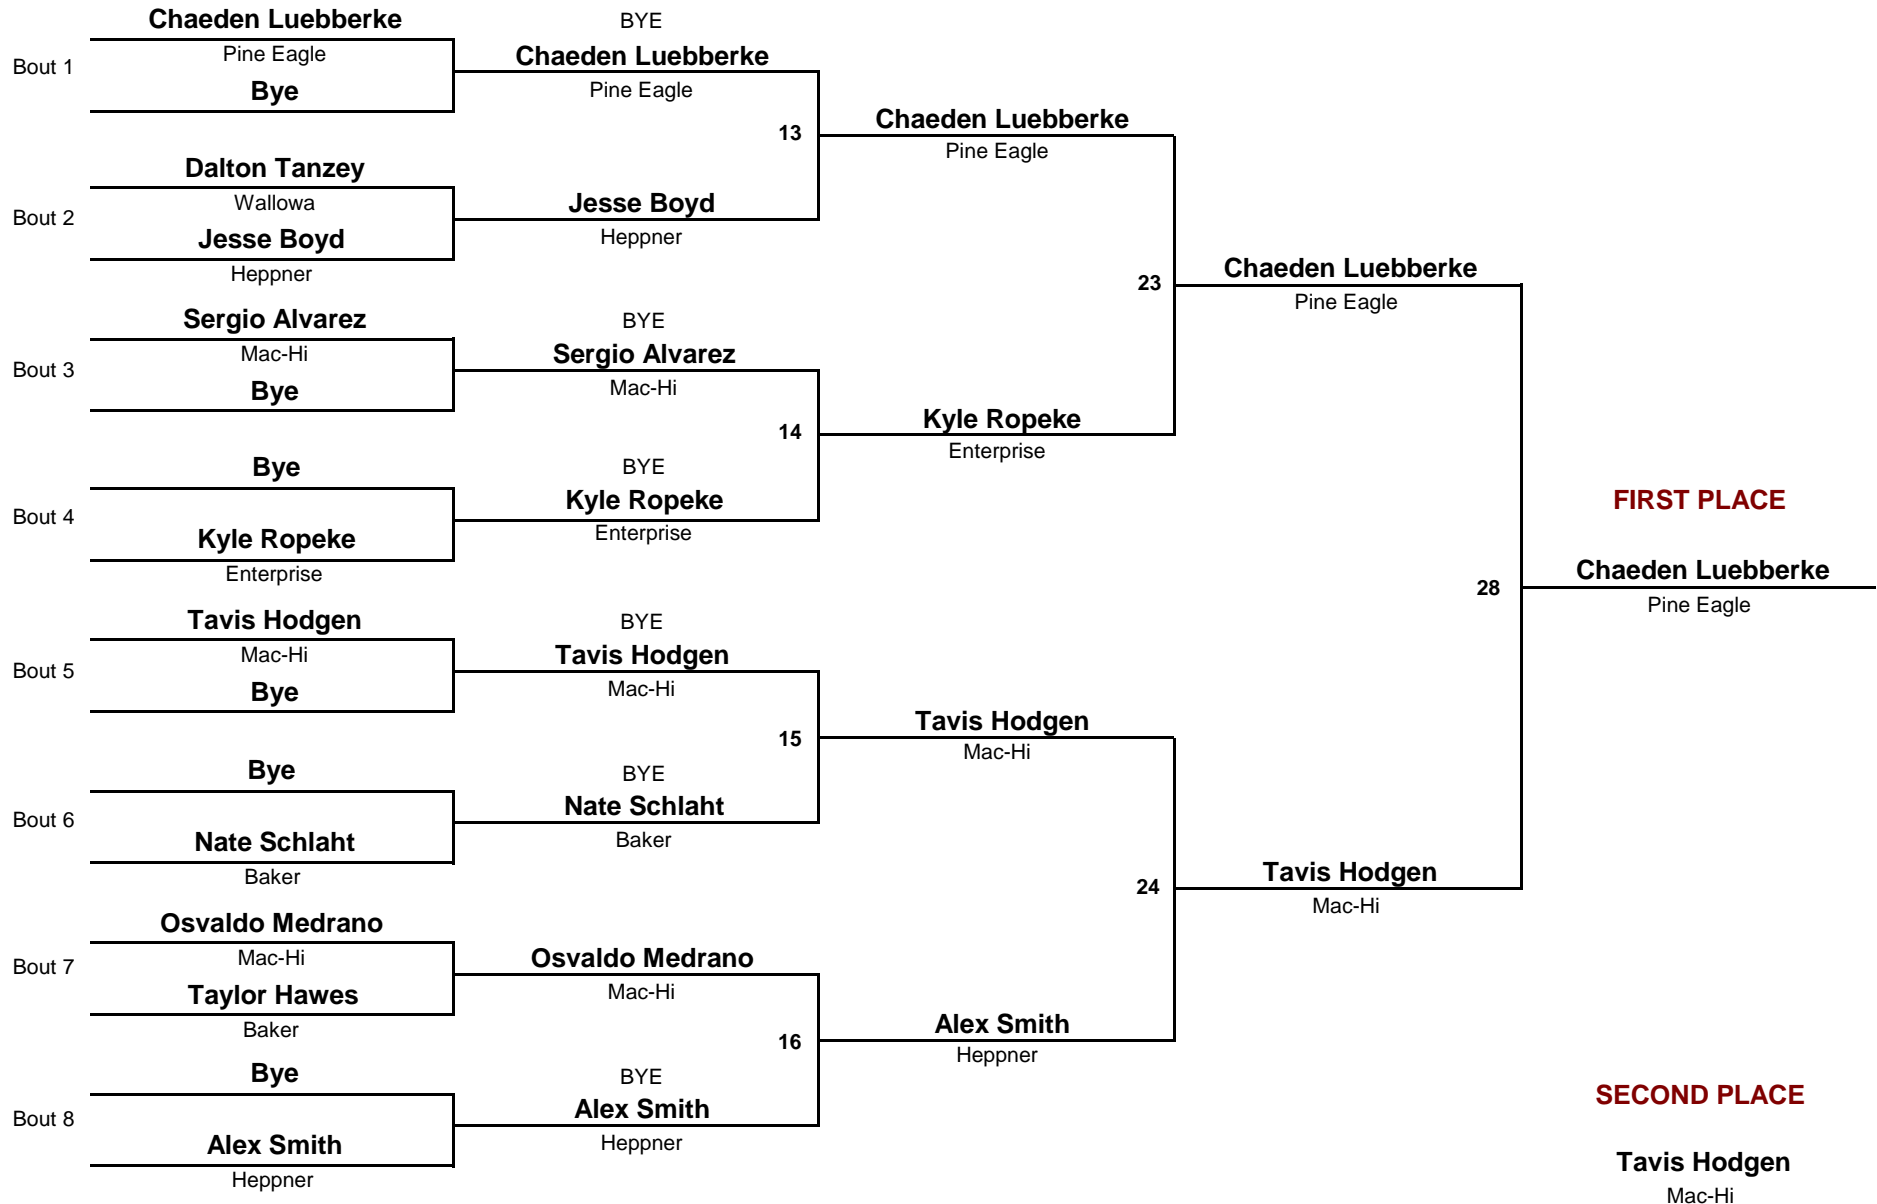 Chaeden Luebberke
Bout 1
Pine Eagle
Bye
Dalton Tanzey
Bout 2
Wallowa
Jesse Boyd
Heppner
Sergio Alvarez
Bout 3
Mac-Hi
Bye
Bye
Bout 4
Kyle Ropeke
Enterprise
Tavis Hodgen
Bout 5
Mac-Hi
Bye
Bye
Bout 6
Nate Schlaht
Baker
Osvaldo Medrano
Bout 7
Mac-Hi
Taylor Hawes
Baker
Bye
Bout 8
Alex Smith
Heppner
BYE
Chaeden Luebberke
Pine Eagle
13
Jesse Boyd
Heppner
BYE
Sergio Alvarez
Mac-Hi
14
BYE
Kyle Ropeke
Enterprise
BYE
Tavis Hodgen
Mac-Hi
15
BYE
Nate Schlaht
Baker
Osvaldo Medrano
Mac-Hi
16
BYE
Alex Smith
Heppner
Chaeden Luebberke
Pine Eagle
23
Kyle Ropeke
Enterprise
Tavis Hodgen
Mac-Hi
24
Alex Smith
Heppner
Chaeden Luebberke
Pine Eagle
28
Tavis Hodgen
Mac-Hi
FIRST PLACE
Chaeden Luebberke
Pine Eagle
SECOND PLACE
Tavis Hodgen
Mac-Hi